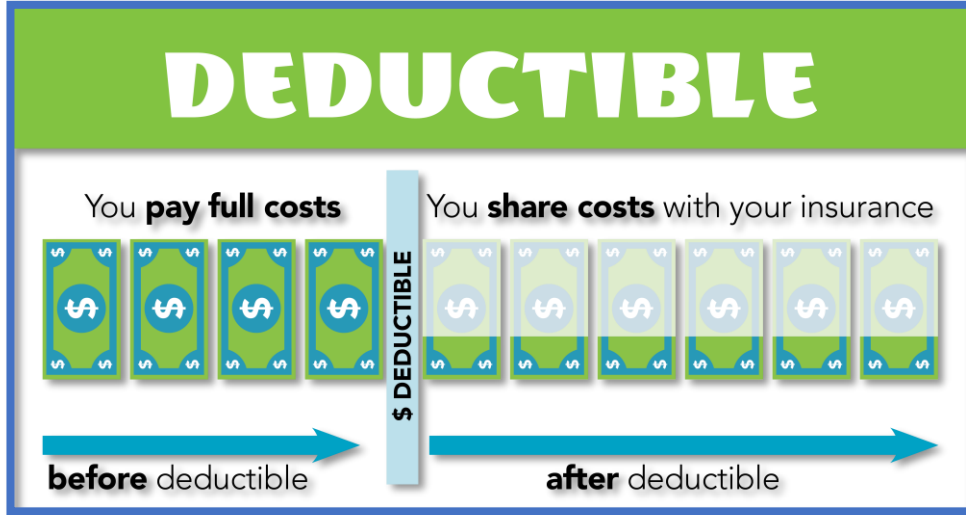 DEDUCTIBLE
You pay full costs
$ $ $ $ $
$ $ $ $ $
$ $ $ $ $
$ $ $ $ $
before deductible
$ DEDUCTIBLE
You share costs with your insurance
$ $ $ $ $
$ $ $ $ $
$ $ $ $ $
$ $ $ $ $
$ $ $ $ $
$ $ $ $ $
after deductible